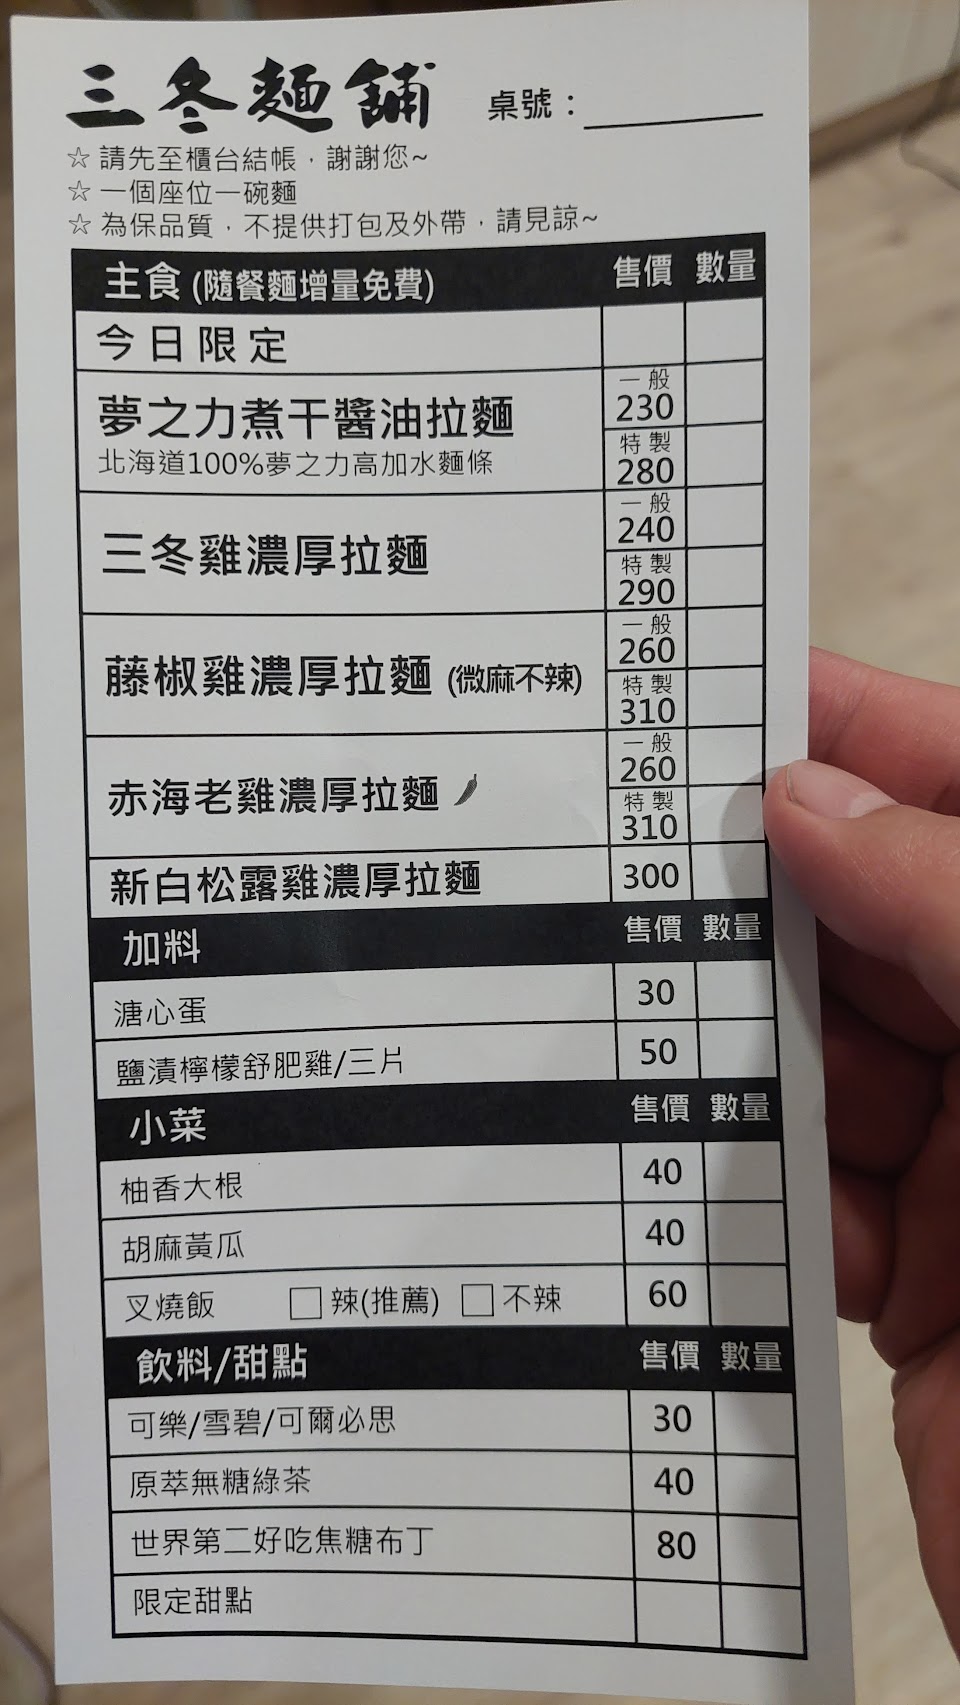 三冬麵舖 桌號：
☆ 請先至櫃台結帳，謝謝您~
☆ 一個座位一碗麵
☆ 為保品質，不提供打包及外帶，請見諒~
主食 (隨餐麵增量免費) 售價 數量
今日限定
夢之力煮干醬油拉麵
北海道100%夢之力高加水麵條
一般
230
特製
280
三冬雞濃厚拉麵
一般
240
特製
290
藤椒雞濃厚拉麵 (微麻不辣)
一般
260
特製
310
赤海老雞濃厚拉麵
一般
260
特製
310
新白松露雞濃厚拉麵 300
加料 售價 數量
溏心蛋 30
鹽漬檸檬舒肥雞/三片 50
小菜 售價 數量
柚香大根 40
胡麻黃瓜 40
叉燒飯 □ 辣(推薦) □ 不辣 60
飲料/甜點 售價 數量
可樂/雪碧/可爾必思 30
原萃無糖綠茶 40
世界第二好吃焦糖布丁 80
限定甜點